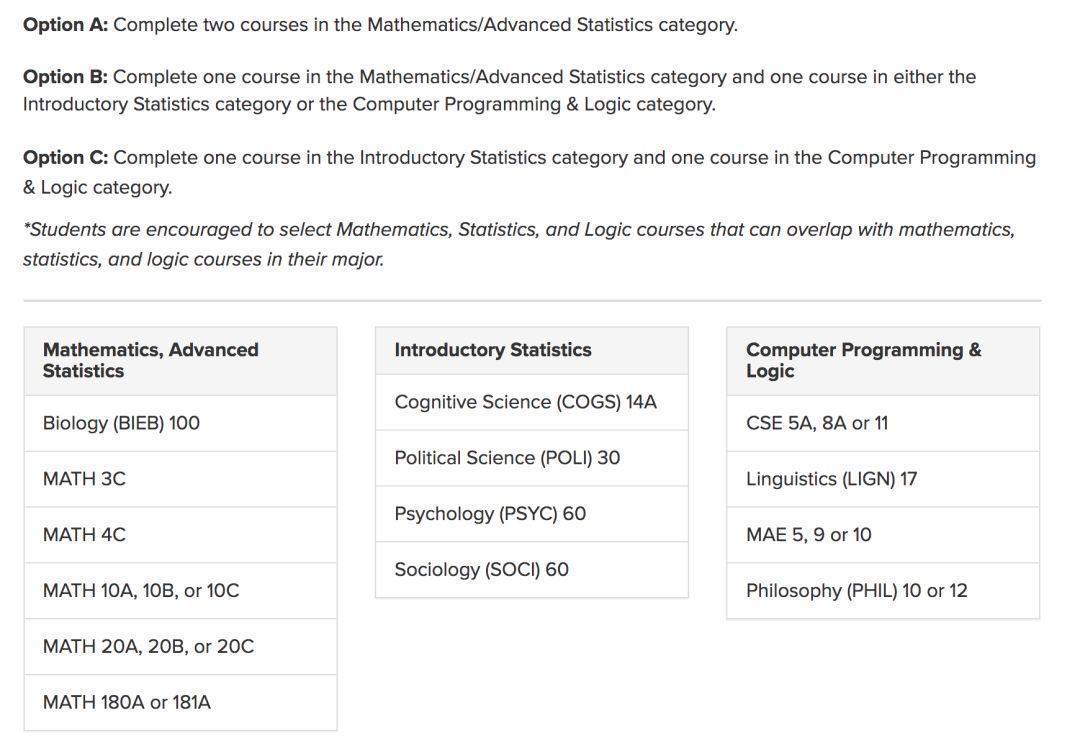 Option A: Complete two courses in the Mathematics/Advanced Statistics category.
Option B: Complete one course in the Mathematics/Advanced Statistics category and one course in either the
Introductory Statistics category or the Computer Programming & Logic category.
Option C: Complete one course in the Introductory Statistics category and one course in the Computer Programming
& Logic category.
*Students are encouraged to select Mathematics, Statistics, and Logic courses that can overlap with mathematics,
statistics, and logic courses in their major.
Mathematics, Advanced
Statistics
Biology (BIEB) 100
MATH 3C
MATH 4C
MATH 10A, 10B, or 10C
MATH 20A, 20B, or 20C
MATH 180A or 181A
Introductory Statistics
Cognitive Science (COGS) 14A
Political Science (POLI) 30
Psychology (PSYC) 60
Sociology (SOCI) 60
Computer Programming &
Logic
CSE 5A, 8A or 11
Linguistics (LIGN) 17
MAE 5, 9 or 10
Philosophy (PHIL) 10 or 12